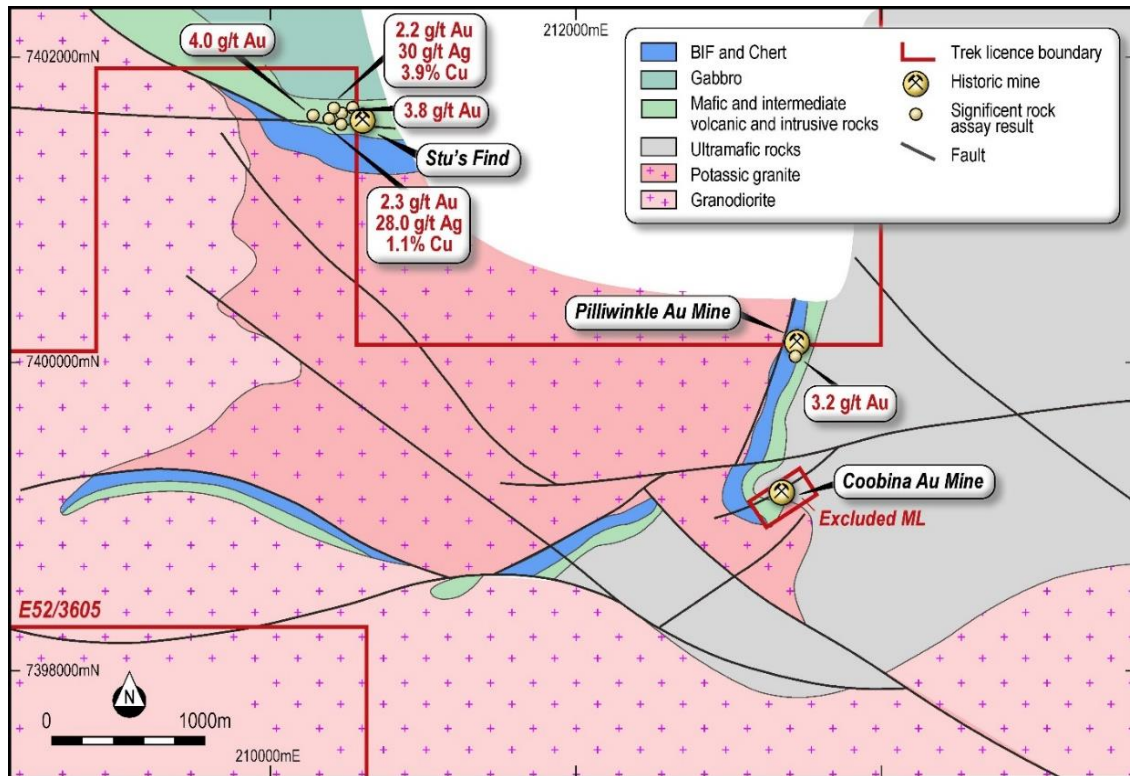 212000mE
7402000mN
4.0 g/t Au
2.2 g/t Au
30 g/t Ag
3.9% Cu
3.8 g/t Au
Stu's Find
2.3 g/t Au
28.0 g/t Ag
1.1% Cu
BIF and Chert
Gabbro
Mafic and intermediate
volcanic and intrusive rocks
Ultramafic rocks
Potassic granite
Granodiorite
Trek licence boundary
Historic mine
Significent rock
assay result
Fault
Pilliwinkle Au Mine
7400000mN
3.2 g/t Au
Coobina Au Mine
Excluded ML
E52/3605
7398000mN
N
0 1000m
210000mE